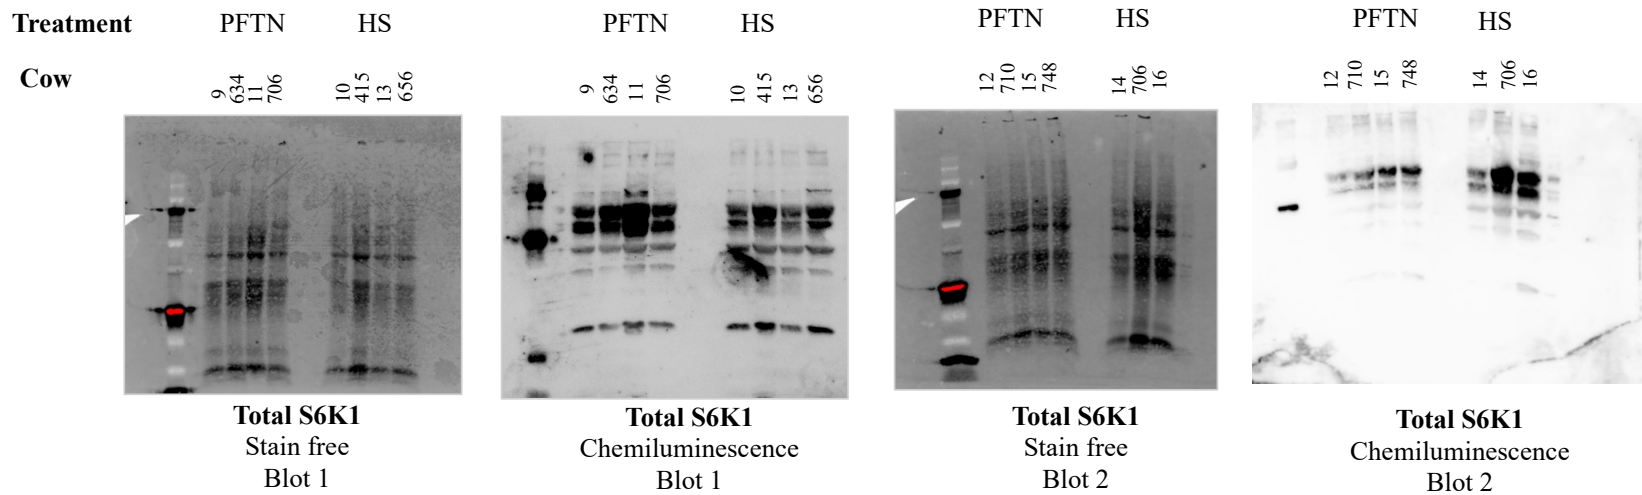 Treatment PFTN HS PFTN HS PFTN HS PFTN HS
Cow 9 634 11 706 10 415 13 656 9 634 11 706 10 415 13 656 12 710 15 748 14 706 16 12 710 15 748 14 706 16
Total S6K1
Stain free
Blot 1
Total S6K1
Chemiluminescence
Blot 1
Total S6K1
Stain free
Blot 2
Total S6K1
Chemiluminescence
Blot 2